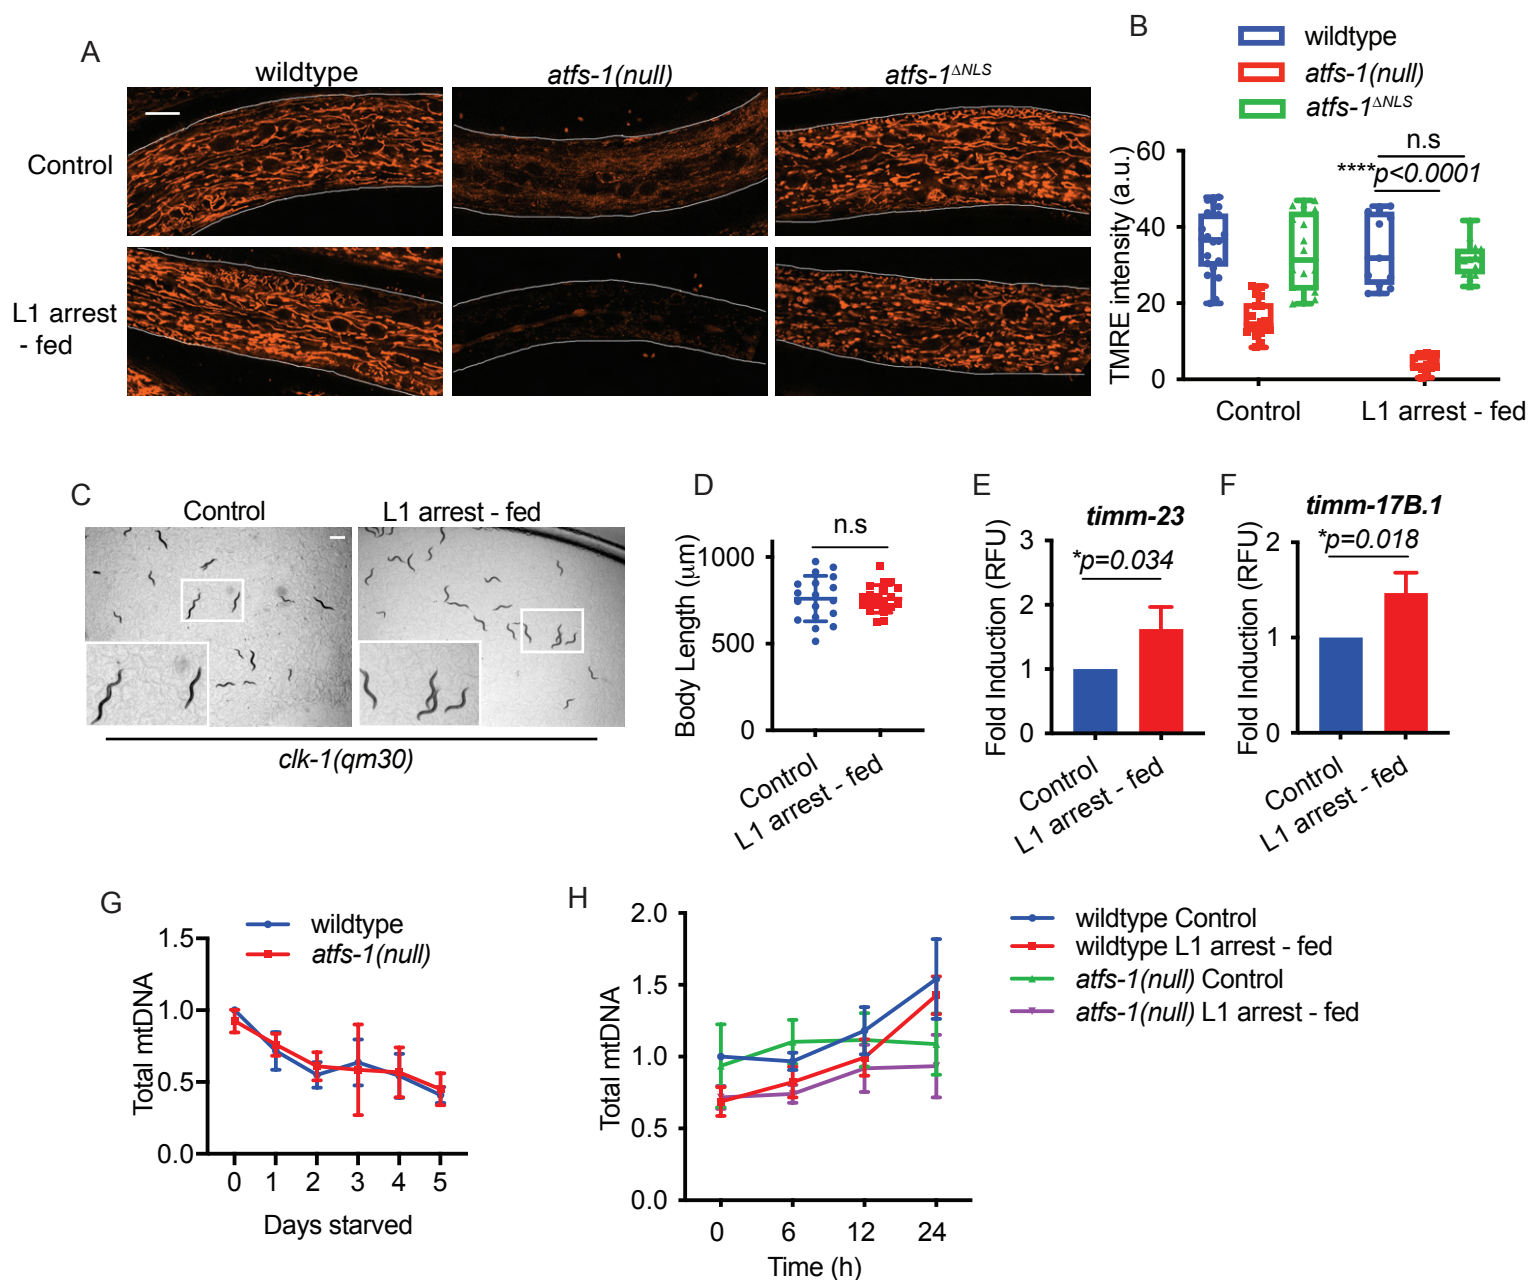 A
wildtype
atfs-1(null)
atfs-1ΔNLS
Control
L1 arrest
- fed
B
wildtype
atfs-1(null)
atfs-1ΔNLS
TMRE intensity (a.u.)
60
40
20
0
n.s
****p<0.0001
Control
L1 arrest - fed
C
Control
L1 arrest - fed
clk-1(qm30)
D
n.s
Body Length (μm)
1000
500
0
Control
L1 arrest - fed
E
timm-23
*p=0.034
Fold Induction (RFU)
3
2
1
0
Control
L1 arrest - fed
F
timm-17B.1
*p=0.018
Fold Induction (RFU)
2
1
0
Control
L1 arrest - fed
G
wildtype
atfs-1(null)
Total mtDNA
1.5
1.0
0.5
0.0
0 1 2 3 4 5
Days starved
H
Total mtDNA
2.0
1.5
1.0
0.5
0.0
0 6 12 24
Time (h)
wildtype Control
wildtype L1 arrest - fed
atfs-1(null) Control
atfs-1(null) L1 arrest - fed